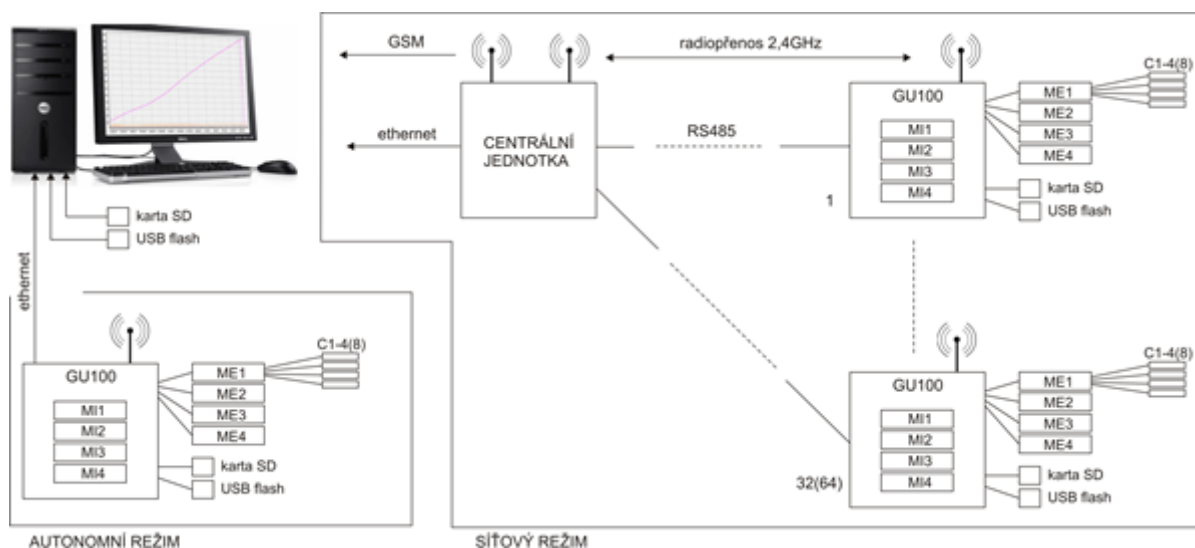 GSM
radiopřenos 2,4GHz
ethernet
CENTRÁLNÍ
JEDNOTKA
RS485
GU100
MI1
MI2
MI3
MI4
1
ME1
ME2
ME3
ME4
C1-4(8)
karta SD
USB flash
karta SD
USB flash
ethernet
GU100
MI1
MI2
MI3
MI4
ME1
ME2
ME3
ME4
C1-4(8)
karta SD
USB flash
AUTONOMNÍ REŽIM
GU100
MI1
MI2
MI3
MI4
32(64)
ME1
ME2
ME3
ME4
C1-4(8)
karta SD
USB flash
SÍŤOVÝ REŽIM